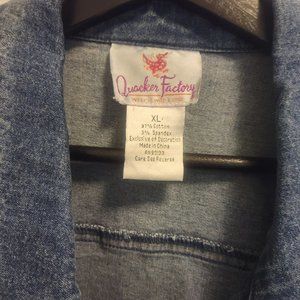 Quacker Factory
XL
97% Cotton
3% Spandex
Exclusive of Decoration
Made in China
Care See Reverse